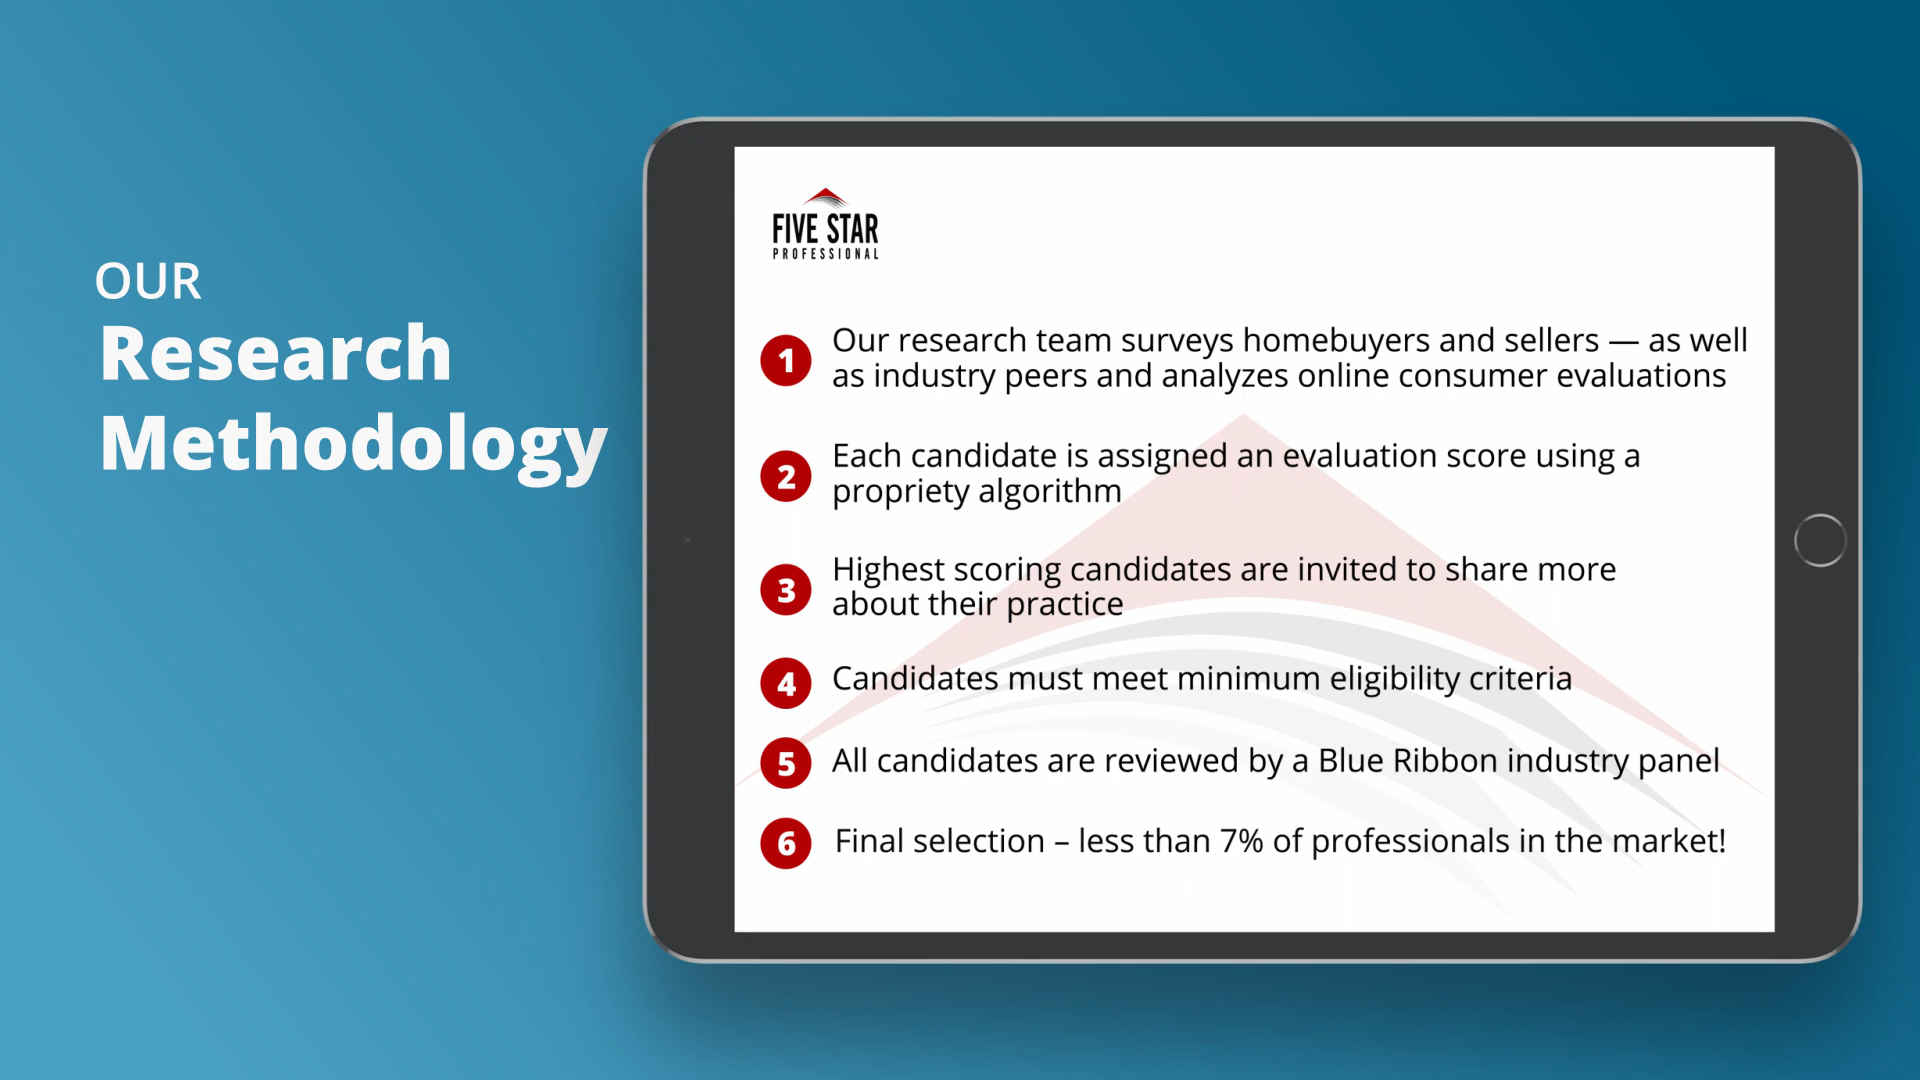 OUR
Research
Methodology
FIVE STAR
PROFESSIONAL
1 Our research team surveys homebuyers and sellers — as well
as industry peers and analyzes online consumer evaluations
2 Each candidate is assigned an evaluation score using a
propriety algorithm
3 Highest scoring candidates are invited to share more
about their practice
4 Candidates must meet minimum eligibility criteria
5 All candidates are reviewed by a Blue Ribbon industry panel
6 Final selection – less than 7% of professionals in the market!